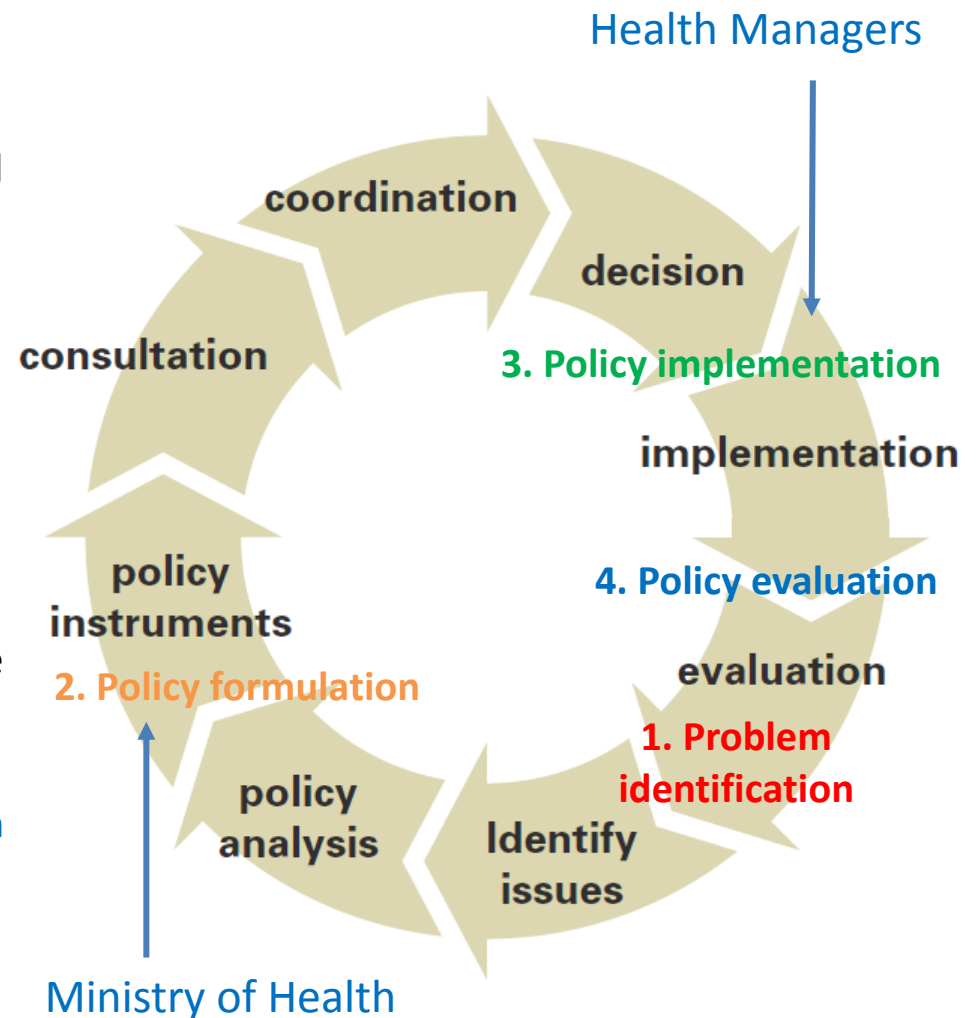 Health Managers
coordination
decision
consultation
3. Policy implementation
implementation
policy
instruments
4. Policy evaluation
evaluation
2. Policy formulation
1. Problem
identification
policy
analysis
Identify
issues
Ministry of Health